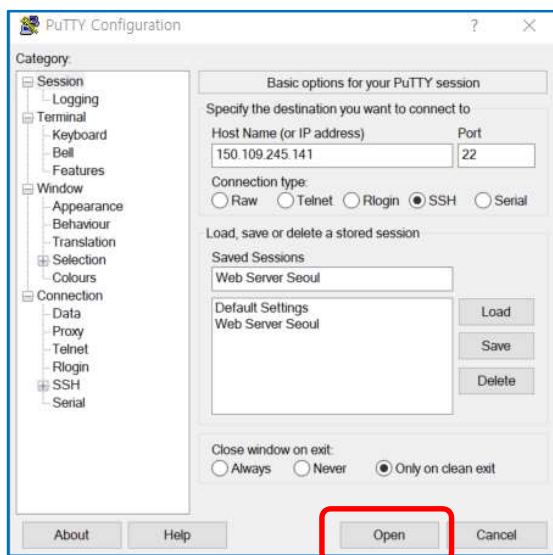 PuTTY Configuration ? ×
Category:
Session
Logging
Terminal
Keyboard
Bell
Features
Window
Appearance
Behaviour
Translation
Selection
Colours
Connection
Data
Proxy
Telnet
Rlogin
SSH
Serial
Basic options for your PuTTY session
Specify the destination you want to connect to
Host Name (or IP address) Port
150.109.245.141 22
Connection type:
Raw Telnet Rlogin SSH Serial
Load, save or delete a stored session
Saved Sessions
Web Server Seoul
Default Settings
Web Server Seoul
Load
Save
Delete
Close window on exit:
Always Never Only on clean exit
About Help Open Cancel